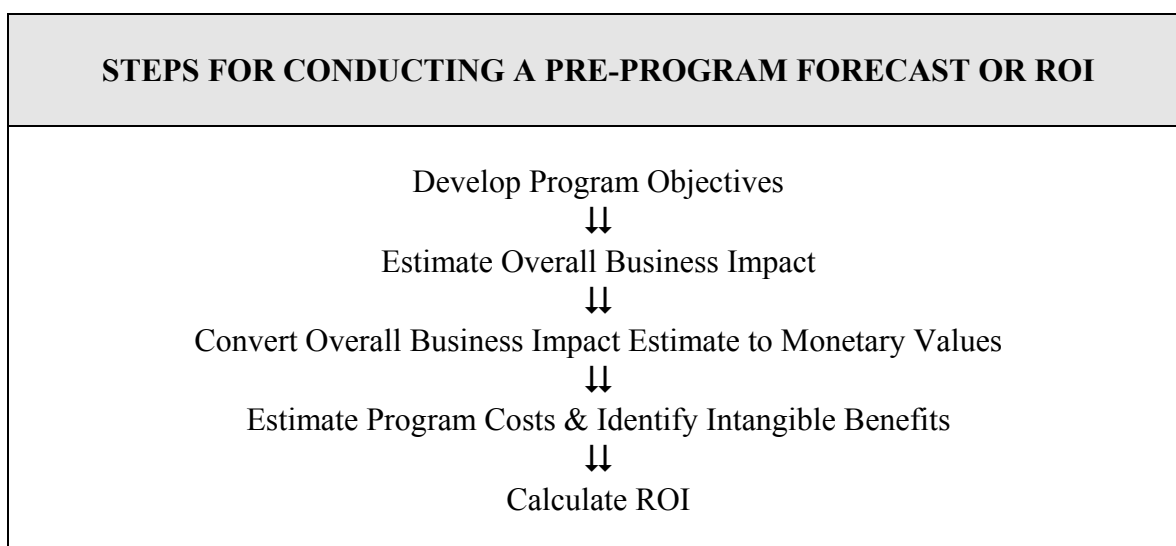 STEPS FOR CONDUCTING A PRE-PROGRAM FORECAST OR ROI
Develop Program Objectives
⇊
Estimate Overall Business Impact
⇊
Convert Overall Business Impact Estimate to Monetary Values
⇊
Estimate Program Costs & Identify Intangible Benefits
⇊
Calculate ROI